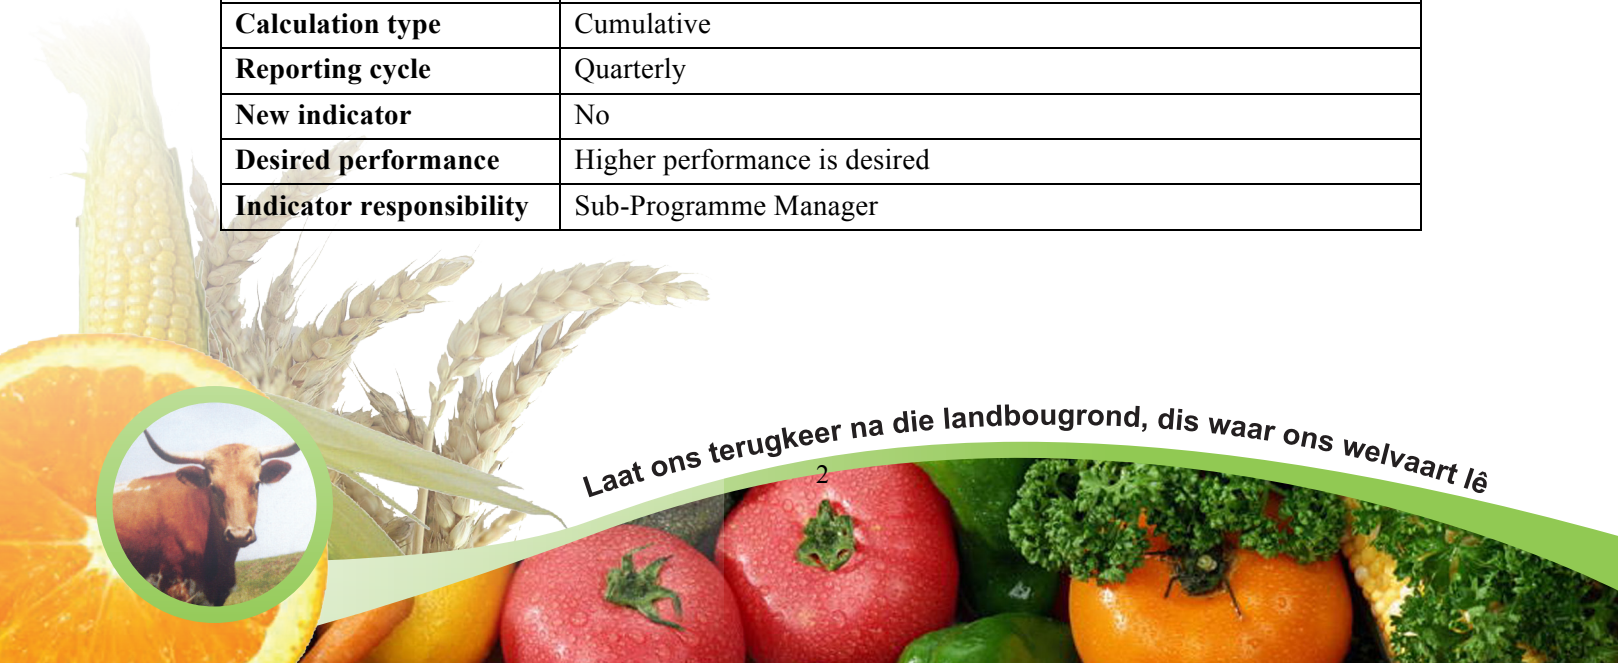 Calculation type Cumulative
Reporting cycle Quarterly
New indicator No
Desired performance Higher performance is desired
Indicator responsibility Sub-Programme Manager
Laat ons terugkeer na die landbougrond, dis waar ons welvaart lê
2